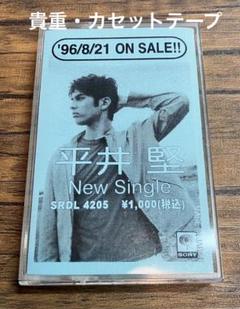 貴重・カセットテープ
'96/8/21 ON SALE!!
平井 堅
New Single
SRDL 4205 ¥1,000(税込)
SONY